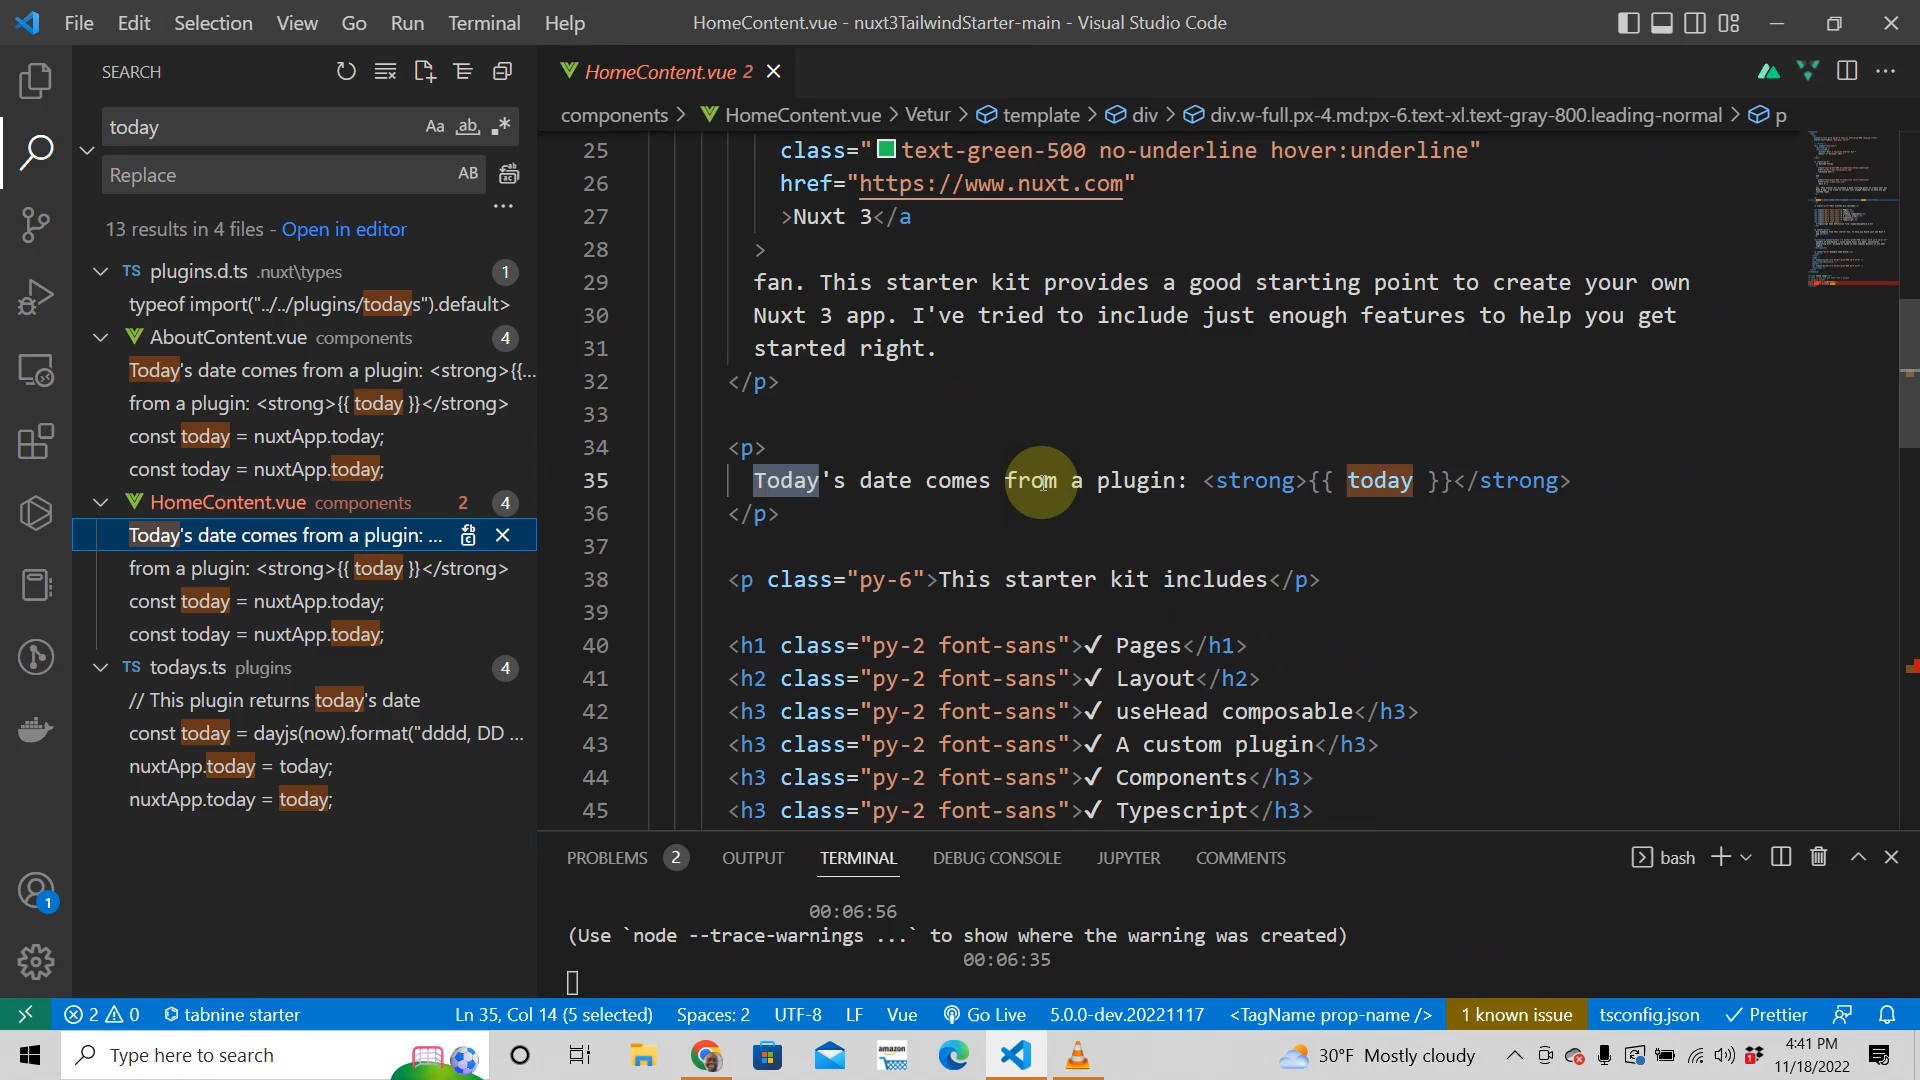 File Edit Selection View Go Run Terminal Help
HomeContent.vue - nuxt3TailwindStarter-main - Visual Studio Code
SEARCH
today
Aa ab
Replace
AB
13 results in 4 files - Open in editor
TS plugins.d.ts .nuxt\types 1
typeof import("../../plugins/todays").default>
AboutContent.vue components 4
Today's date comes from a plugin: <strong>{{...
from a plugin: <strong>{{ today }}</strong>
const today = nuxtApp.today;
const today = nuxtApp.today;
HomeContent.vue components 2 4
Today's date comes from a plugin: ...
from a plugin: <strong>{{ today }}</strong>
const today = nuxtApp.today;
const today = nuxtApp.today;
TS todays.ts plugins 4
// This plugin returns today's date
const today = dayjs(now).format("dddd, DD ...
nuxtApp.today = today;
nuxtApp.today = today;
1
HomeContent.vue 2
components > HomeContent.vue > Vetur > template > div > div.w-full.px-4.md:px-6.text-xl.text-gray-800.leading-normal > p
25 class="text-green-500 no-underline hover:underline"
26 href="https://www.nuxt.com"
27 >Nuxt 3</a
28 >
29 fan. This starter kit provides a good starting point to create your own
30 Nuxt 3 app. I've tried to include just enough features to help you get
31 started right.
32 </p>
33
34 <p>
35 Today's date comes from a plugin: <strong>{{ today }}</strong>
36 </p>
37
38 <p class="py-6">This starter kit includes</p>
39
40 <h1 class="py-2 font-sans">✓ Pages</h1>
41 <h2 class="py-2 font-sans">✓ Layout</h2>
42 <h3 class="py-2 font-sans">✓ useHead composable</h3>
43 <h3 class="py-2 font-sans">✓ A custom plugin</h3>
44 <h3 class="py-2 font-sans">✓ Components</h3>
45 <h3 class="py-2 font-sans">✓ Typescript</h3>
PROBLEMS 2 OUTPUT TERMINAL DEBUG CONSOLE JUPYTER COMMENTS
bash
00:06:56
(Use `node --trace-warnings ...` to show where the warning was created)
00:06:35
2 0 tabnine starter Ln 35, Col 14 (5 selected) Spaces: 2 UTF-8 LF Vue Go Live 5.0.0-dev.20221117 <TagName prop-name /> 1 known issue tsconfig.json Prettier
Type here to search
amazon
30°F Mostly cloudy
4:41 PM
11/18/2022